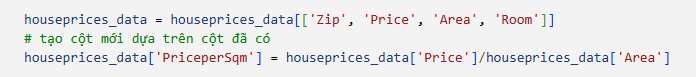 houseprices_data = houseprices_data[['Zip', 'Price', 'Area', 'Room']]
# tạo cột mới dựa trên cột đã có
houseprices_data['PriceperSqm'] = houseprices_data['Price']/houseprices_data['Area']